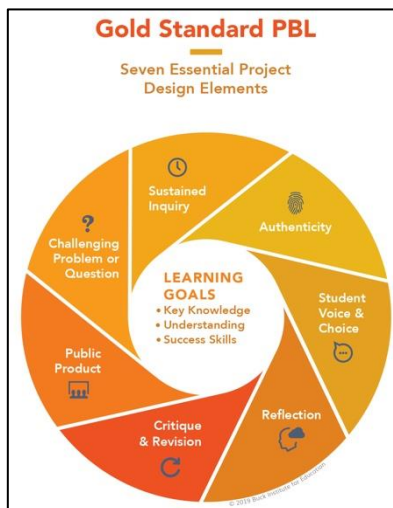 Gold Standard PBL
Seven Essential Project
Design Elements
Sustained
Inquiry
Authenticity
Student
Voice &
Choice
Reflection
Critique
& Revision
Public
Product
?
Challenging
Problem or
Question
LEARNING
GOALS
• Key Knowledge
• Understanding
• Success Skills
© 2019 Buck Institute for Education